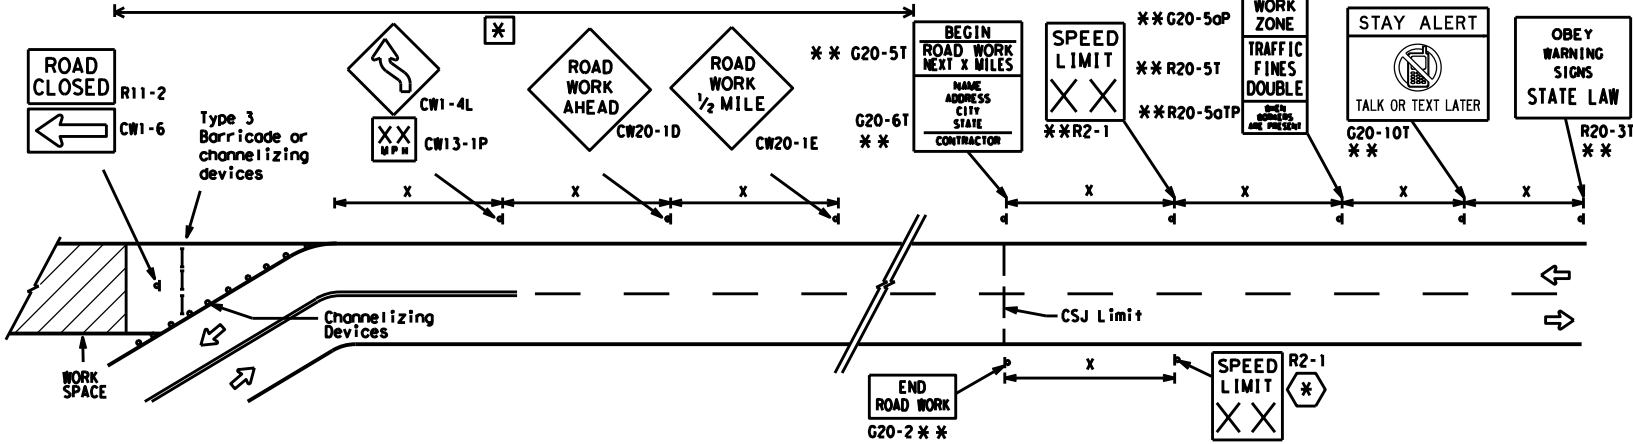 ROAD
CLOSED
R11-2
CW1-6
Type 3
Barricade or
channelizing
devices
*
CW1-4L
XX
MPH
CW13-1P
ROAD
WORK
AHEAD
CW20-1D
ROAD
WORK
1/2 MILE
CW20-1E
** G20-5T
BEGIN
ROAD WORK
NEXT X MILES
NAME
ADDRESS
CITY
STATE
CONTRACTOR
G20-6T
**
SPEED
LIMIT
XX
**R2-1
**G20-5aP
WORK
ZONE
**R20-5T
TRAFFIC
FINES
DOUBLE
**R20-5aTP
WHEN
WORKERS
ARE PRESENT
STAY ALERT
TALK OR TEXT LATER
G20-10T
**
OBEY
WARNING
SIGNS
STATE LAW
R20-3T
**
X
X
X
X
X
X
X
Channelizing
Devices
WORK
SPACE
CSJ Limit
X
END
ROAD WORK
G20-2 **
SPEED
LIMIT
XX
R2-1
*